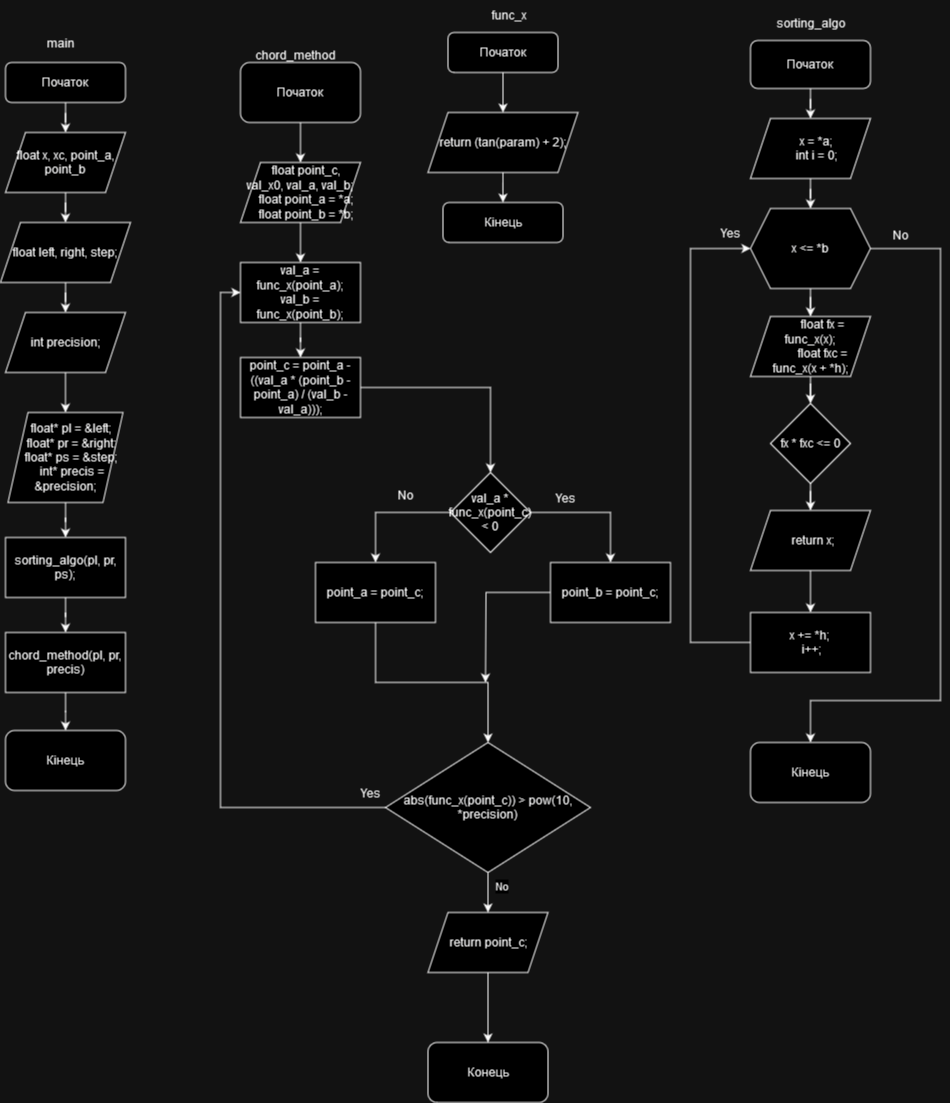 main
Початок
float x, xc, point_a,
point_b
float left, right, step;
int precision;
float* pl = &left;
float* pr = &right;
float* ps = &step;
int* precis =
&precision;
sorting_algo(pl, pr,
ps);
chord_method(pl, pr,
precis)
Кінець
chord_method
Початок
float point_c,
val_x0, val_a, val_b;
float point_a = *a;
float point_b = *b;
val_a =
func_x(point_a);
val_b =
func_x(point_b);
point_c = point_a -
((val_a * (point_b -
point_a) / (val_b -
val_a)));
val_a *
func_x(point_c)
< 0
No
Yes
point_a = point_c;
point_b = point_c;
abs(func_x(point_c)) > pow(10,
*precision)
Yes
No
return point_c;
Конець
func_x
Початок
return (tan(param) + 2);
Кінець
sorting_algo
Початок
x = *a;
int i = 0;
x <= *b
Yes
No
float fx =
func_x(x);
float fxc =
func_x(x + *h);
fx * fxc <= 0
return x;
x += *h;
i++;
Кінець